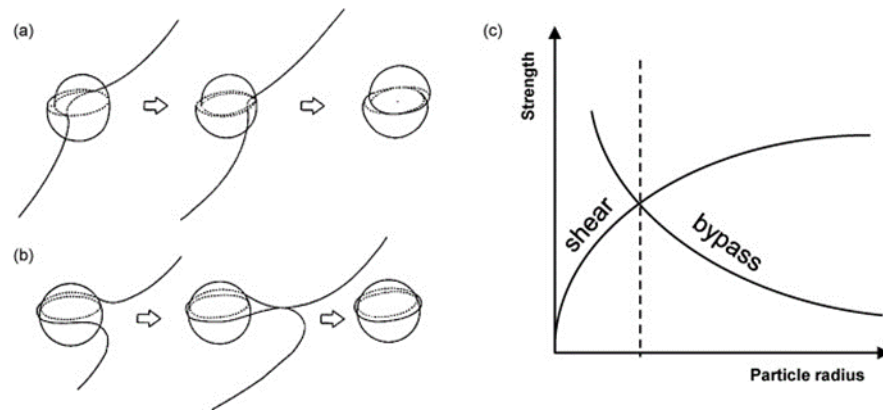 (a)
(b)
(c)
Strength
shear
bypass
Particle radius